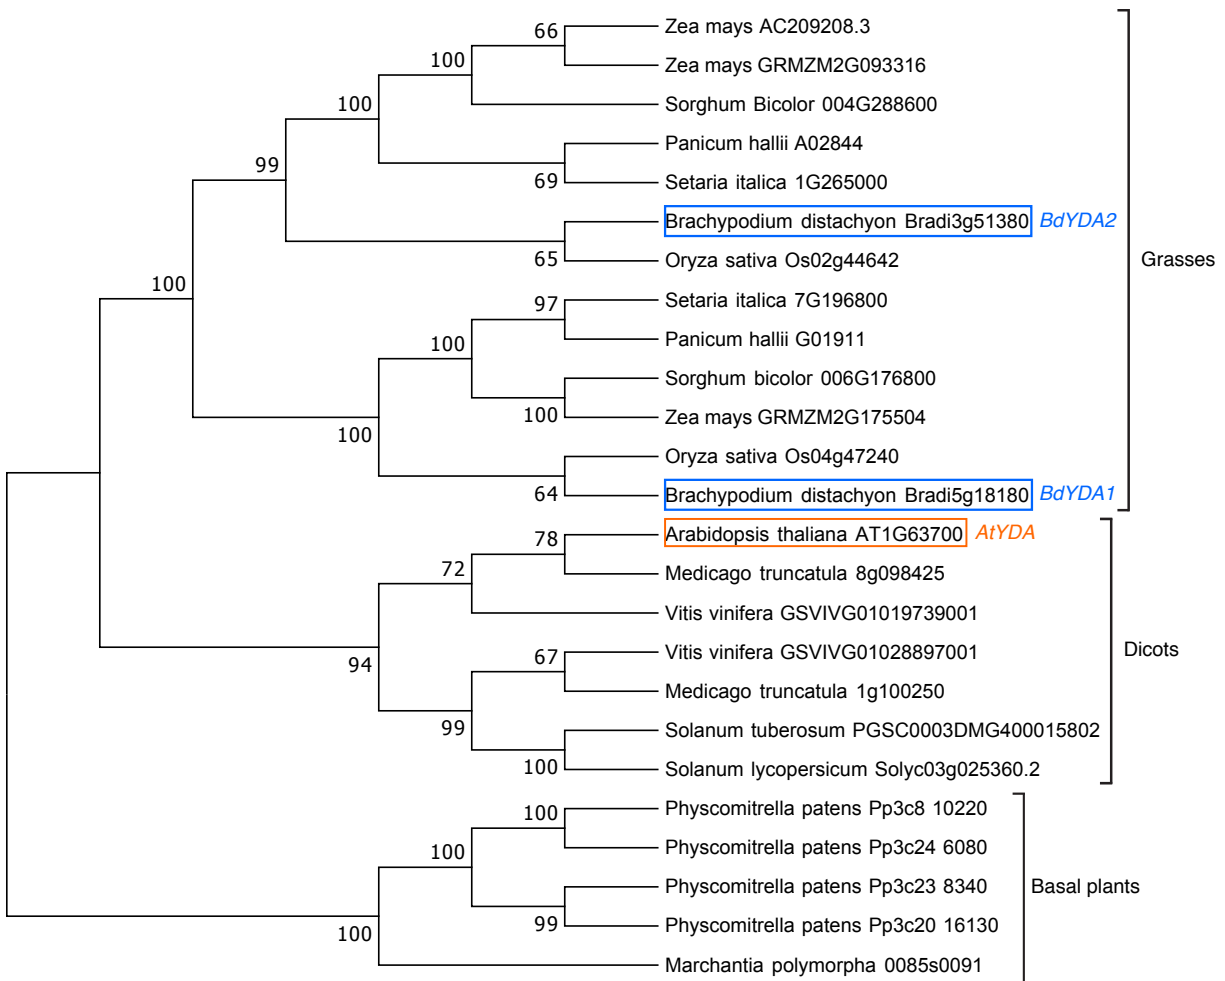 66
Zea mays AC209208.3
100
Zea mays GRMZM2G093316
100
Sorghum Bicolor 004G288600
99
Panicum hallii A02844
69
Setaria italica 1G265000
Brachypodium distachyon Bradi3g51380 BdYDA2
65
Oryza sativa Os02g44642
Grasses
100
97
Setaria italica 7G196800
100
Panicum hallii G01911
Sorghum bicolor 006G176800
100
Zea mays GRMZM2G175504
100
Oryza sativa Os04g47240
64
Brachypodium distachyon Bradi5g18180 BdYDA1
78
Arabidopsis thaliana AT1G63700 AtYDA
72
Medicago truncatula 8g098425
Vitis vinifera GSVIVG01019739001
94
67
Vitis vinifera GSVIVG01028897001
Dicots
Medicago truncatula 1g100250
99
Solanum tuberosum PGSC0003DMG400015802
100
Solanum lycopersicum Solyc03g025360.2
100
Physcomitrella patens Pp3c8 10220
100
Physcomitrella patens Pp3c24 6080
Physcomitrella patens Pp3c23 8340
Basal plants
99
Physcomitrella patens Pp3c20 16130
100
Marchantia polymorpha 0085s0091